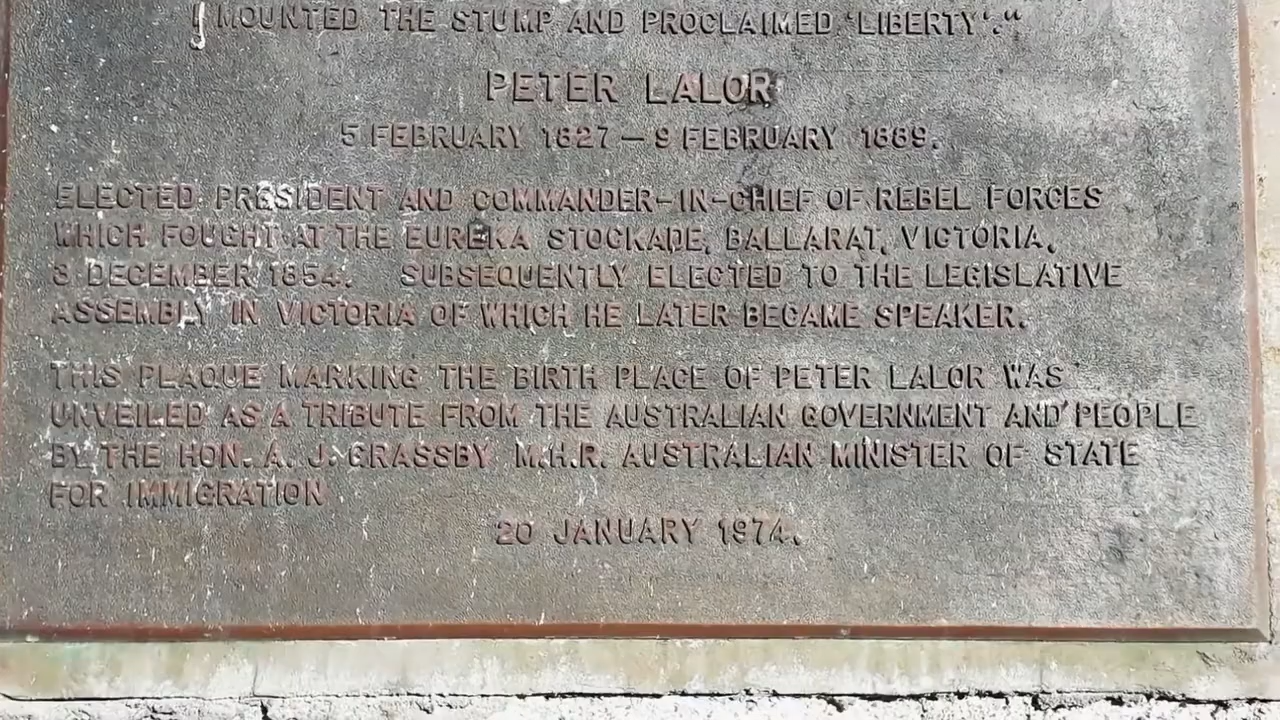 I MOUNTED THE STUMP AND PROCLAIMED 'LIBERTY'."
PETER LALOR
5 FEBRUARY 1827 — 9 FEBRUARY 1889.
ELECTED PRESIDENT AND COMMANDER-IN-CHIEF OF REBEL FORCES
WHICH FOUGHT AT THE EUREKA STOCKADE, BALLARAT, VICTORIA,
3 DECEMBER 1854. SUBSEQUENTLY ELECTED TO THE LEGISLATIVE
ASSEMBLY IN VICTORIA OF WHICH HE LATER BECAME SPEAKER.
THIS PLAQUE MARKING THE BIRTH PLACE OF PETER LALOR WAS
UNVEILED AS A TRIBUTE FROM THE AUSTRALIAN GOVERNMENT AND PEOPLE
BY THE HON. A. J. GRASSBY M.H.R. AUSTRALIAN MINISTER OF STATE
FOR IMMIGRATION
20 JANUARY 1974.